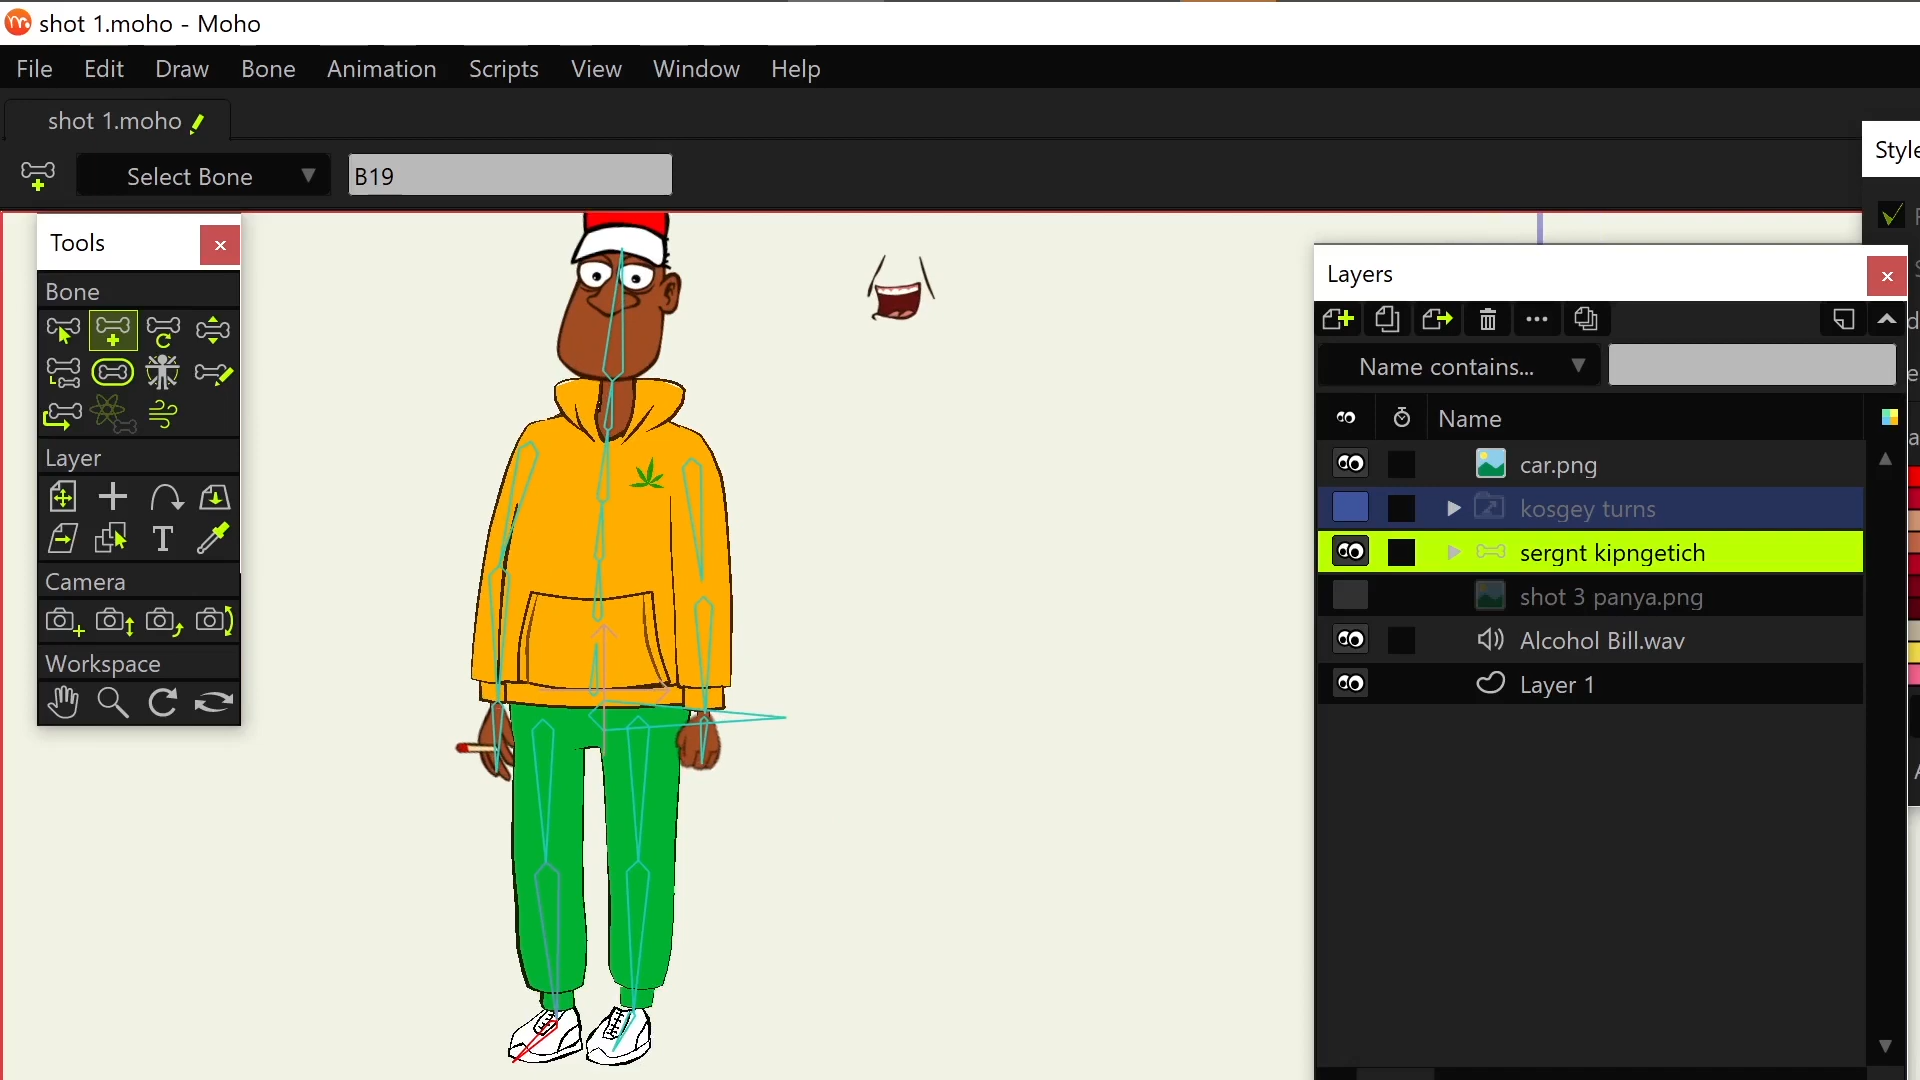 shot 1.moho - Moho
File Edit Draw Bone Animation Scripts View Window Help
shot 1.moho
Select Bone B19
Style
Tools
Bone
Layer
Camera
Workspace
Layers
Name contains...
Name
car.png
kosgey turns
sergnt kipngetich
shot 3 panya.png
Alcohol Bill.wav
Layer 1